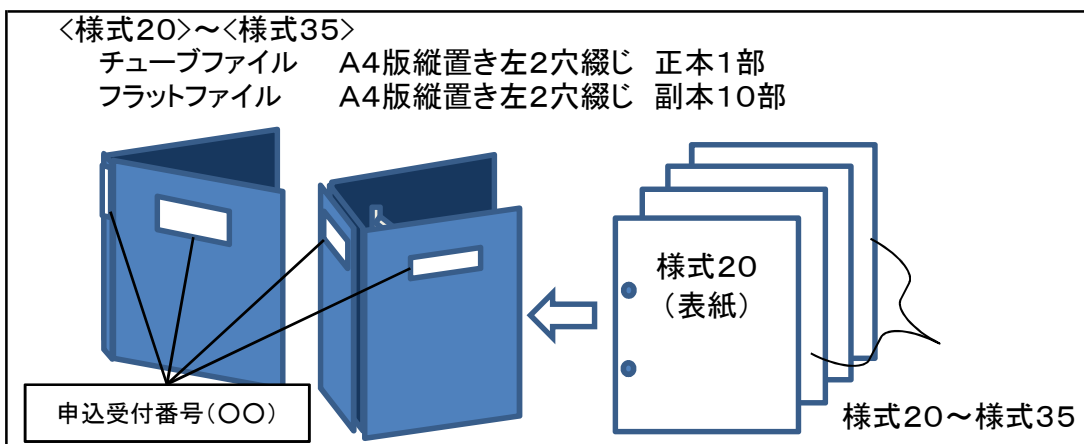 <様式20>~<様式35>
チューブファイル A4版縦置き左2穴綴じ 正本1部
フラットファイル A4版縦置き左2穴綴じ 副本10部
様式20
(表紙)
申込受付番号(○○)
様式20~様式35